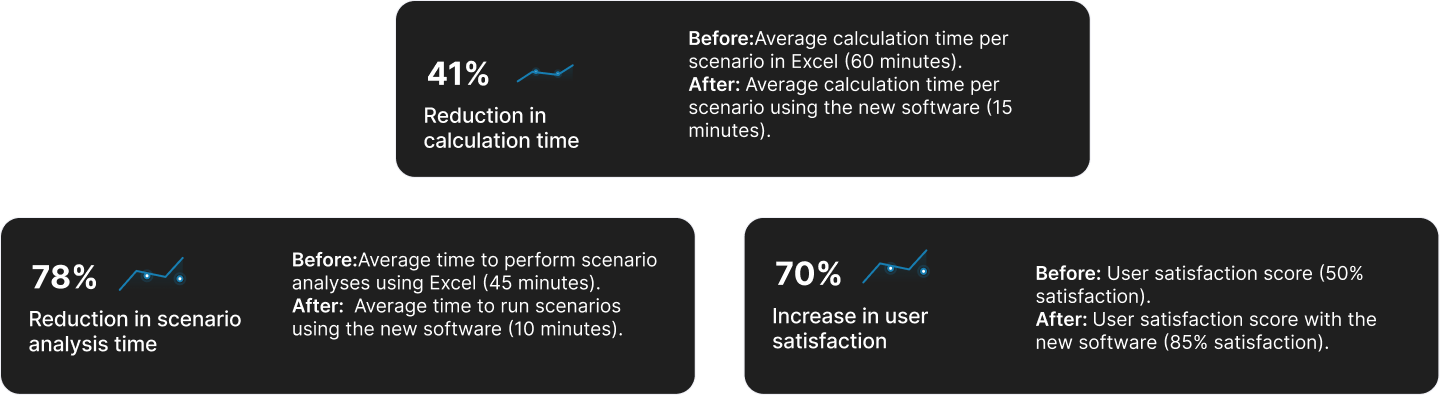 41%
Reduction in
calculation time
Before:Average calculation time per
scenario in Excel (60 minutes).
After: Average calculation time per
scenario using the new software (15
minutes).
78%
Reduction in scenario
analysis time
Before:Average time to perform scenario
analyses using Excel (45 minutes).
After:  Average time to run scenarios
using the new software (10 minutes).
70%
Increase in user
satisfaction
Before: User satisfaction score (50%
satisfaction).
After: User satisfaction score with the
new software (85% satisfaction).